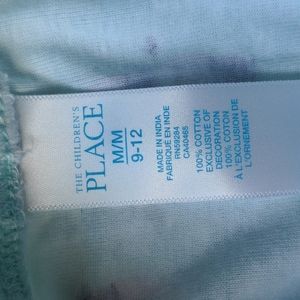 THE CHILDREN'S
PLACE
M/M
9-12
MADE IN INDIA
FABRIQUÉ EN INDE
RN59284
CA40465
100% COTTON
EXCLUSIVE OF
DECORATION
100% COTON
À L'EXCLUSION DE
L'ORNEMENT